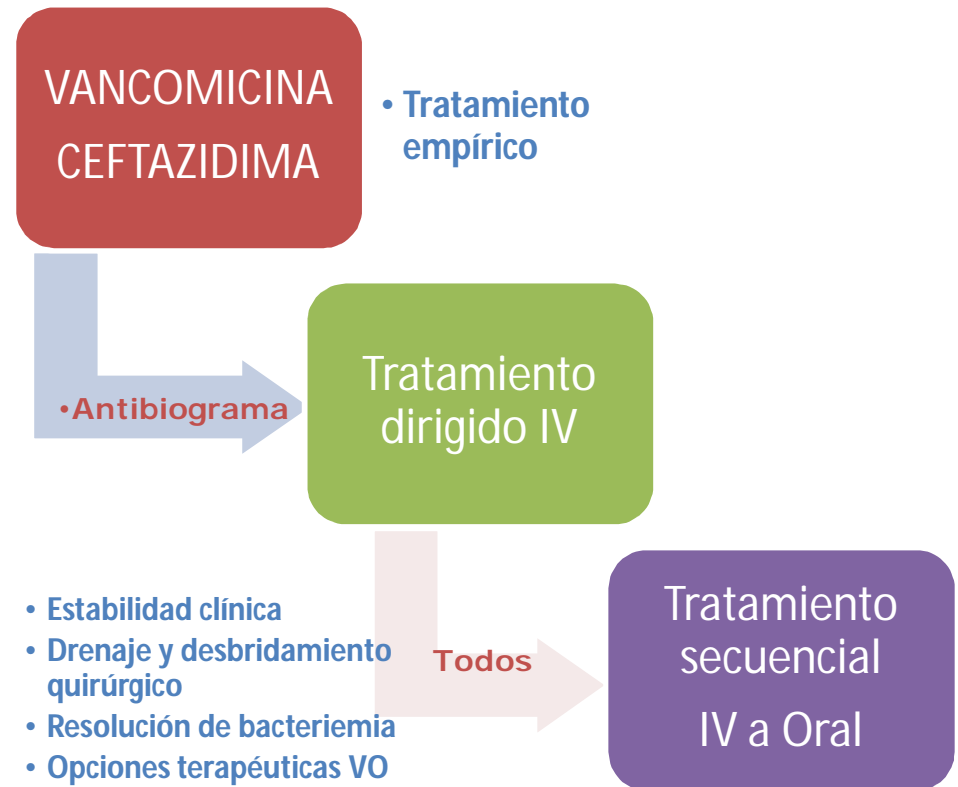 VANCOMICINA
CEFTAZIDIMA
• Tratamiento
empírico
•Antibiograma
Tratamiento
dirigido IV
• Estabilidad clínica
• Drenaje y desbridamiento
quirúrgico
• Resolución de bacteriemia
• Opciones terapéuticas VO
Todos
Tratamiento
secuencial
IV a Oral